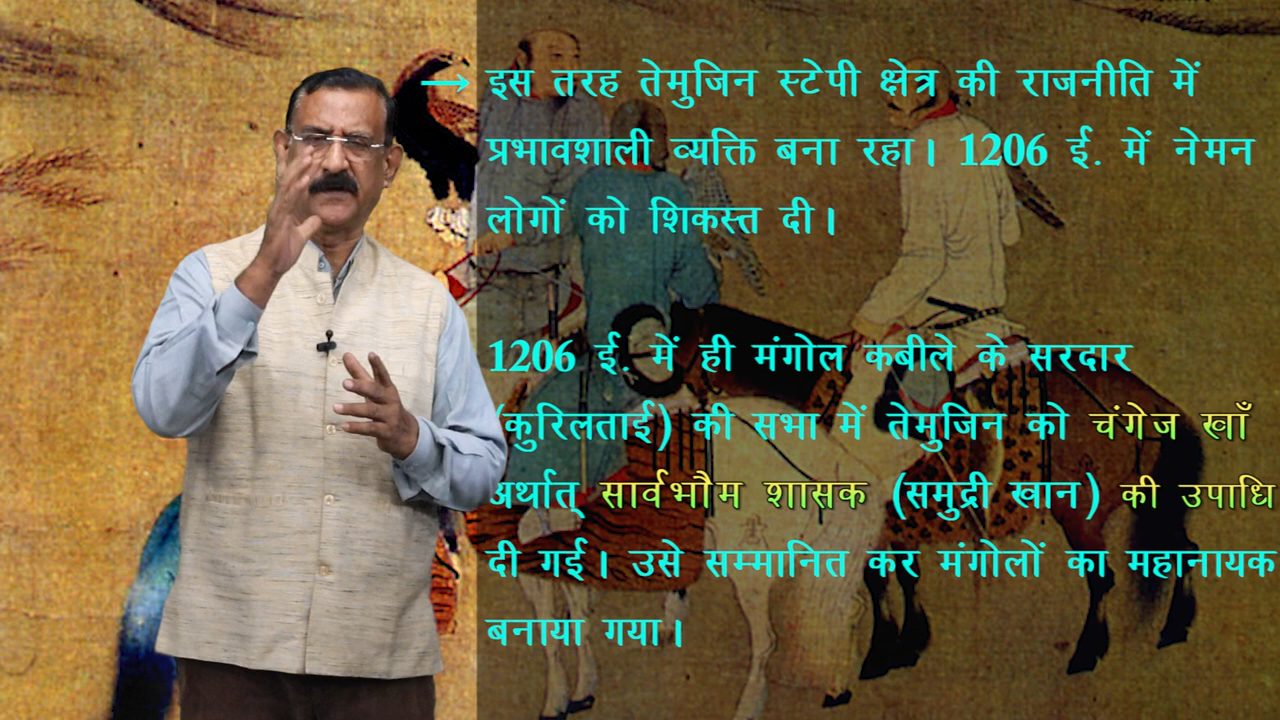 → इस तरह तेमुजिन स्टेपी क्षेत्र की राजनीति में
प्रभावशाली व्यक्ति बना रहा। 1206 ई. में नेमन
लोगों को शिकस्त दी।
1206 ई. में ही मंगोल कबीले के सरदार
(कुरिलताई) की सभा में तेमुजिन को चंगेज खाँ
अर्थात् सार्वभौम शासक (समुद्री खान) की उपाधि
दी गई। उसे सम्मानित कर मंगोलों का महानायक
बनाया गया।